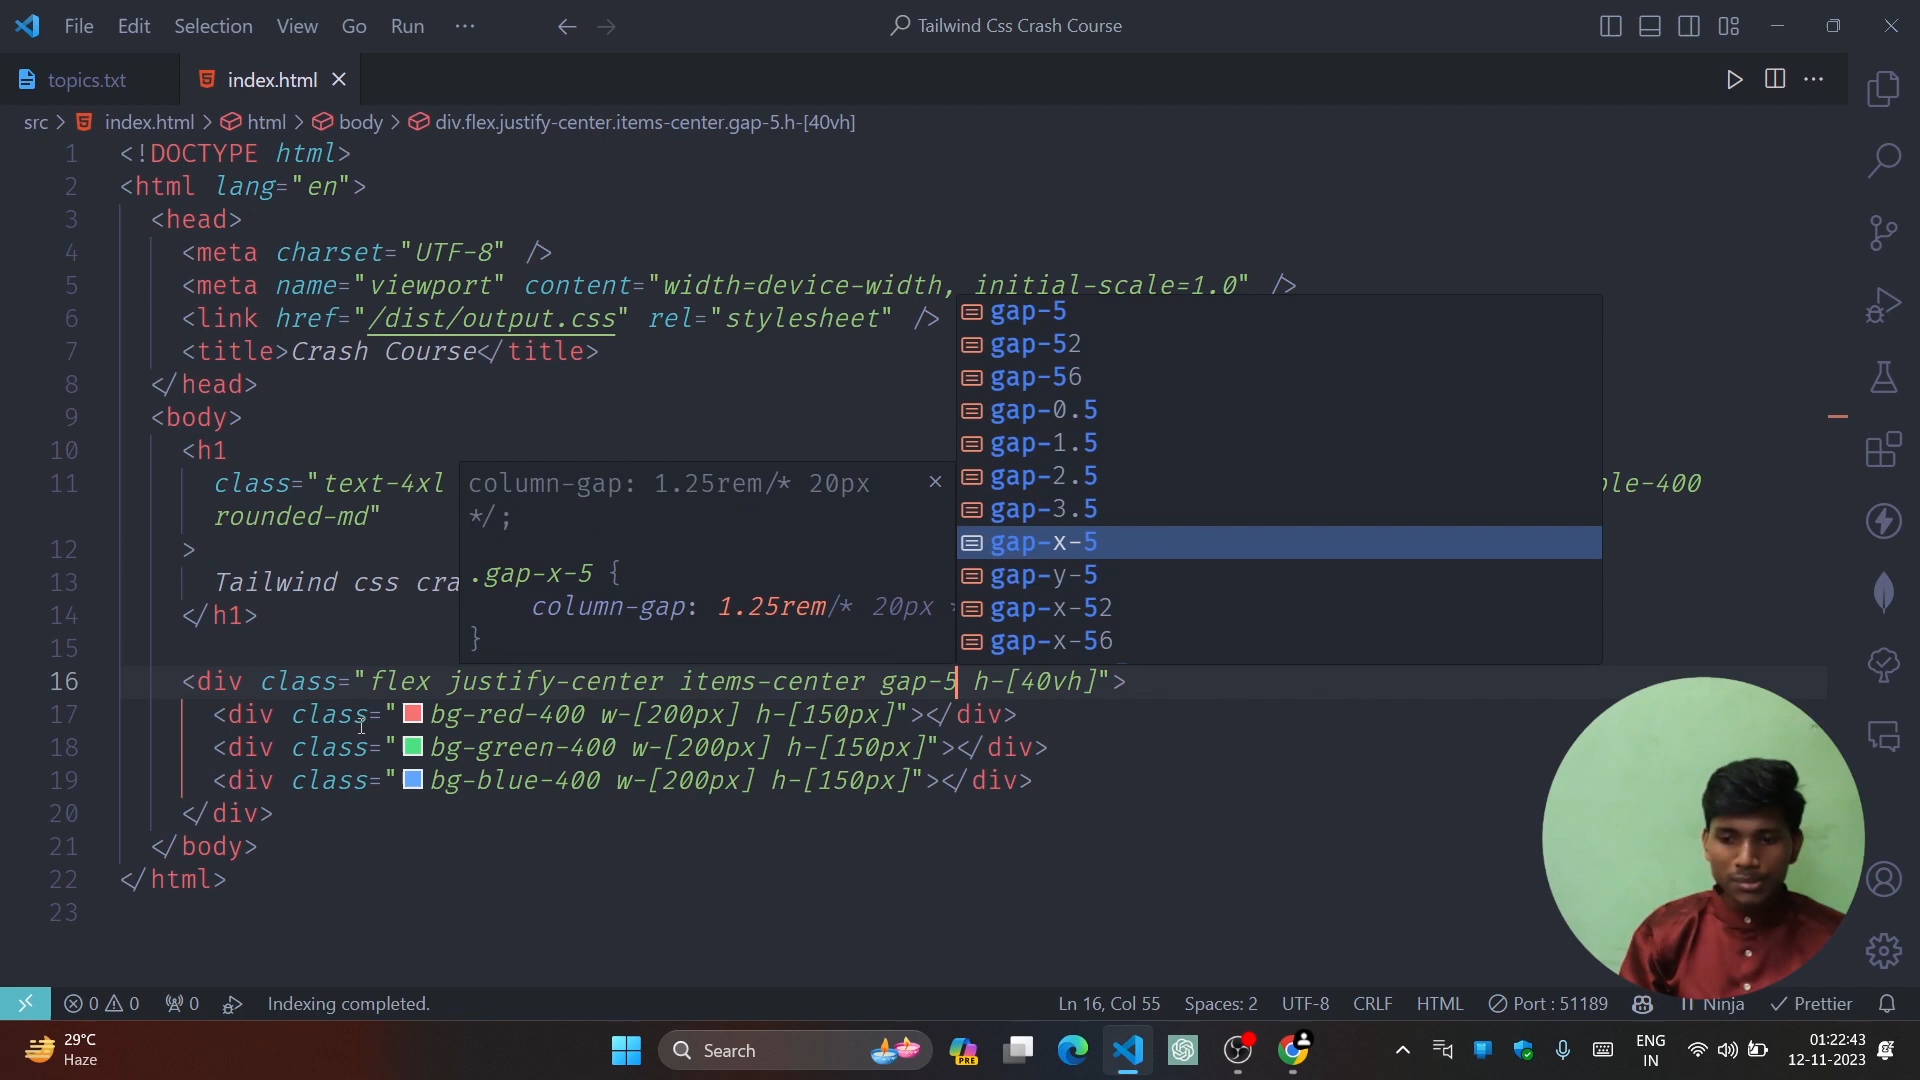 File Edit Selection View Go Run ··· Tailwind Css Crash Course
topics.txt index.html
src > index.html > html > body > div.flex.justify-center.items-center.gap-5.h-[40vh]
1 <!DOCTYPE html>
2 <html lang="en">
3 <head>
4 <meta charset="UTF-8" />
5 <meta name="viewport" content="width=device-width, initial-scale=1.0" />
6 <link href="/dist/output.css" rel="stylesheet" />
7 <title>Crash Course</title>
8 </head>
9 <body>
10 <h1
11 class="text-4xl ple-400
rounded-md"
12 >
13 Tailwind css cra
14 </h1>
15
16 <div class="flex justify-center items-center gap-5 h-[40vh]">
17 <div class="bg-red-400 w-[200px] h-[150px]"></div>
18 <div class="bg-green-400 w-[200px] h-[150px]"></div>
19 <div class="bg-blue-400 w-[200px] h-[150px]"></div>
20 </div>
21 </body>
22 </html>
23
column-gap: 1.25rem/* 20px
*/;
.gap-x-5 {
column-gap: 1.25rem/* 20px
}
gap-5
gap-52
gap-56
gap-0.5
gap-1.5
gap-2.5
gap-3.5
gap-x-5
gap-y-5
gap-x-52
gap-x-56
0 0 0 Indexing completed. Ln 16, Col 55 Spaces: 2 UTF-8 CRLF HTML Port : 51189 Ninja Prettier
29°C
Haze
Search
PRE
ENG
IN
01:22:43
12-11-2023